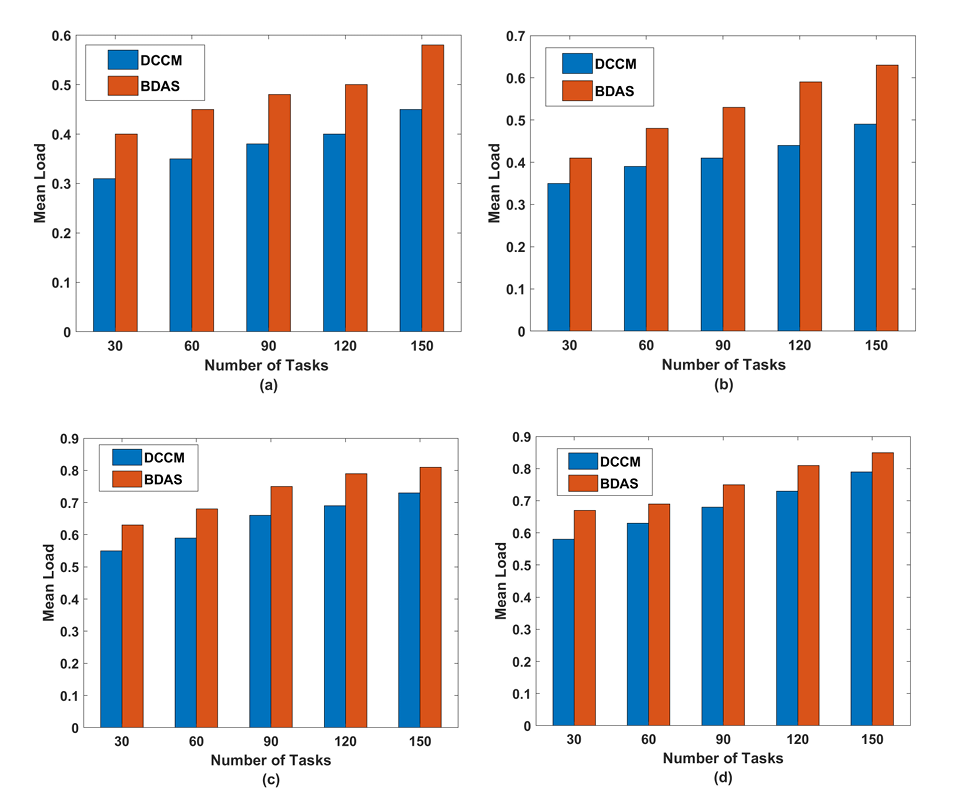 0.6
0.5
0.4
0.3
0.2
0.1
0
Mean Load
DCCM
BDAS
30 60 90 120 150
Number of Tasks
(a)
0.7
0.6
0.5
0.4
0.3
0.2
0.1
0
Mean Load
DCCM
BDAS
30 60 90 120 150
Number of Tasks
(b)
0.9
0.8
0.7
0.6
0.5
0.4
0.3
0.2
0.1
0
Mean Load
DCCM
BDAS
30 60 90 120 150
Number of Tasks
(c)
0.9
0.8
0.7
0.6
0.5
0.4
0.3
0.2
0.1
0
Mean Load
DCCM
BDAS
30 60 90 120 150
Number of Tasks
(d)